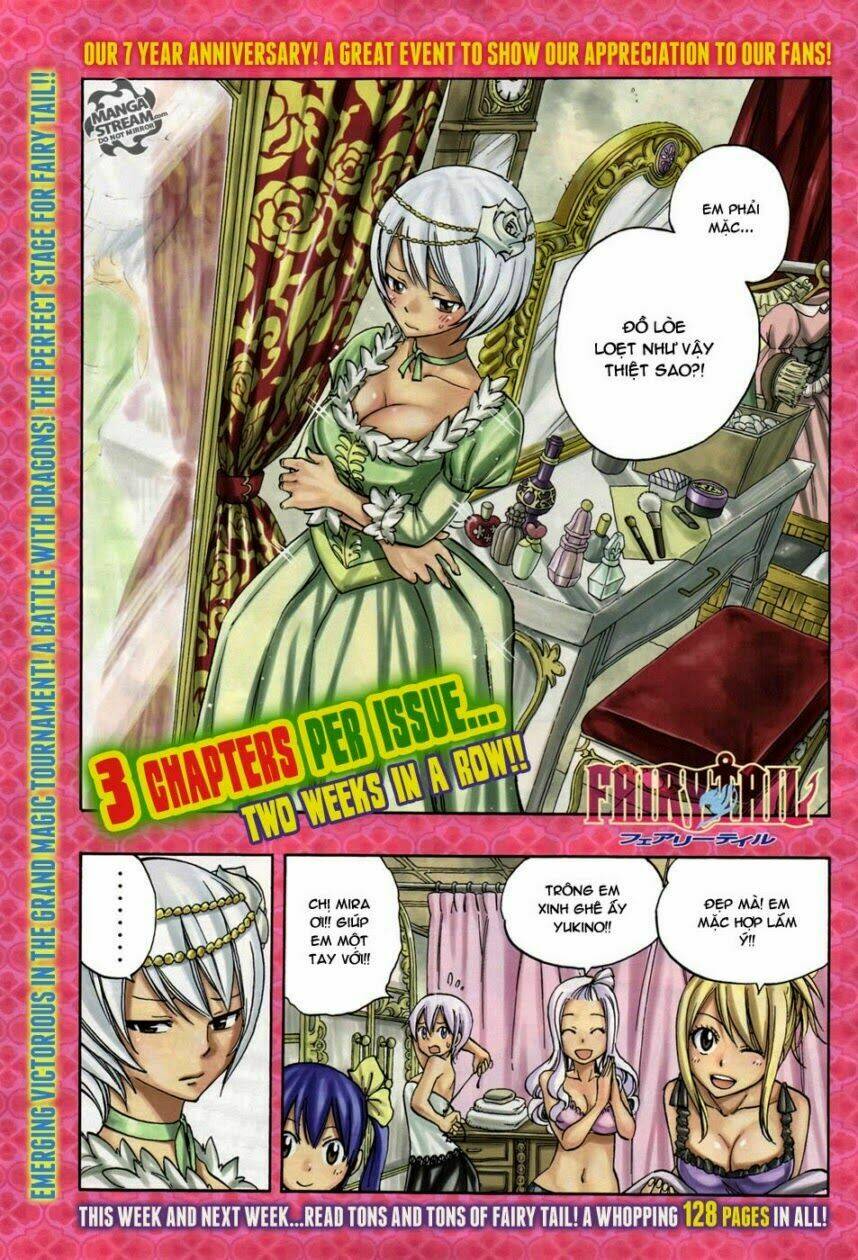 OUR 7 YEAR ANNIVERSARY! A GREAT EVENT TO SHOW OUR APPRECIATION TO OUR FANS!
EMERGING VICTORIOUS IN THE GRAND MAGIC TOURNAMENT! A BATTLE WITH DRAGONS! THE PERFECT STAGE FOR FAIRY TAIL!!
MANGA
STREAM.com
DO NOT MIRROR
EM PHẢI
MẶC...
ĐỒ LÒE
LOẸT NHƯ VẬY
THIỆT SAO?!
3 CHAPTERS PER ISSUE...
TWO WEEKS IN A ROW!!
FAIRY TAIL
フェアリーテイル
........
CHỊ MIRA
ƠI!! GIÚP
EM MỘT
TAY VỚI!!
TRÔNG EM
XINH GHÊ ẤY
YUKINO!!
ĐẸP MÀ! EM
MẶC HỢP LẮM
Ý!!
THIS WEEK AND NEXT WEEK...READ TONS AND TONS OF FAIRY TAIL! A WHOPPING 128 PAGES IN ALL!